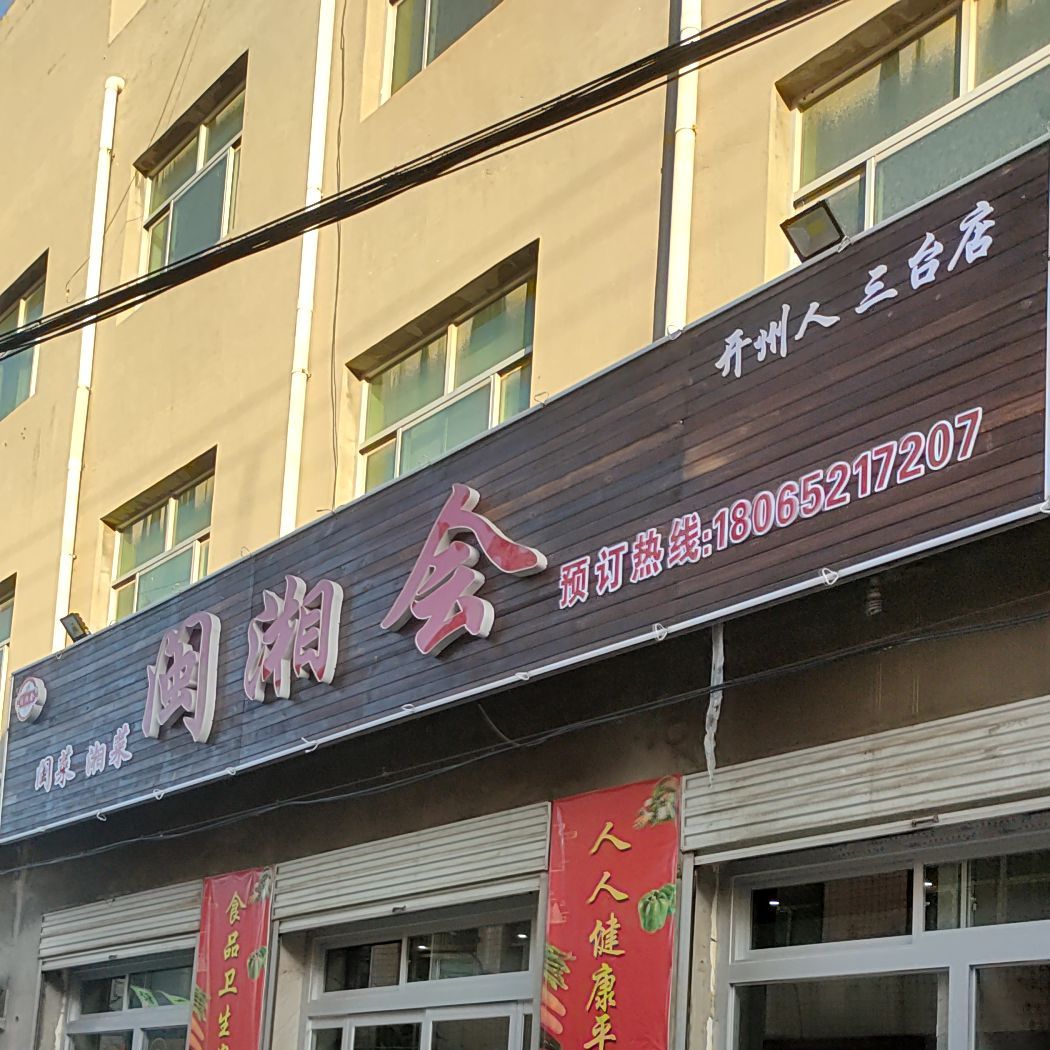 开州人 三台店
闽湘会
预订热线:18065217207
闽菜 湘菜
食品卫生
人人健康平